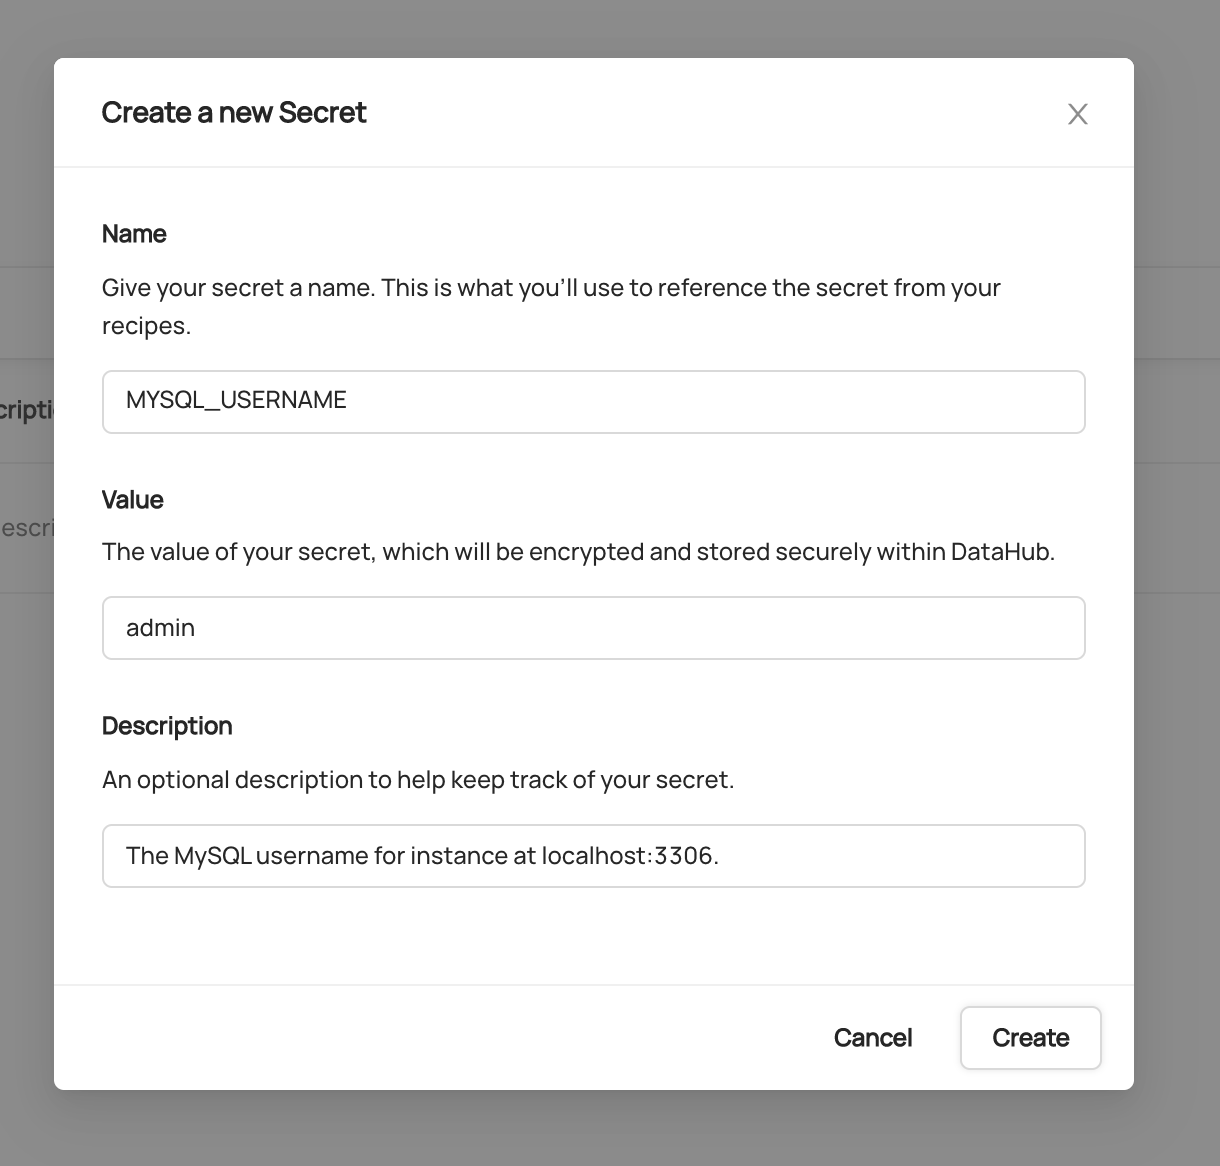 Create a new Secret
Name
Give your secret a name. This is what you'll use to reference the secret from your
recipes.
MYSQL_USERNAME
Value
The value of your secret, which will be encrypted and stored securely within DataHub.
admin
Description
An optional description to help keep track of your secret.
The MySQL username for instance at localhost:3306.
Cancel
Create